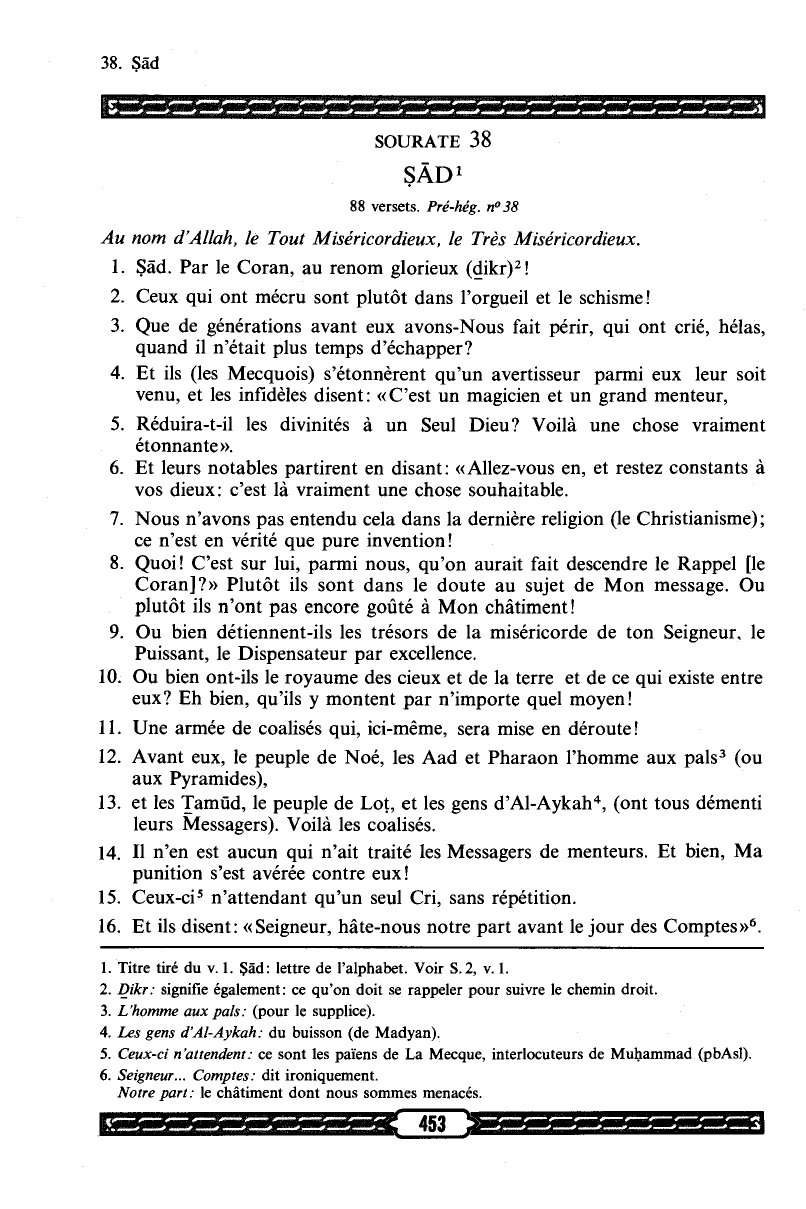 38. Ṣād
SOURATE 38
ṢĀD¹
88 versets. Pré-hég. nº 38
Au nom d'Allah, le Tout Miséricordieux, le Très Miséricordieux.
1. Ṣād. Par le Coran, au renom glorieux (ḏikr)²!
2. Ceux qui ont mécru sont plutôt dans l'orgueil et le schisme!
3. Que de générations avant eux avons-Nous fait périr, qui ont crié, hélas,
quand il n'était plus temps d'échapper?
4. Et ils (les Mecquois) s'étonnèrent qu'un avertisseur parmi eux leur soit
venu, et les infidèles disent: «C'est un magicien et un grand menteur,
5. Réduira-t-il les divinités à un Seul Dieu? Voilà une chose vraiment
étonnante».
6. Et leurs notables partirent en disant: «Allez-vous en, et restez constants à
vos dieux: c'est là vraiment une chose souhaitable.
7. Nous n'avons pas entendu cela dans la dernière religion (le Christianisme);
ce n'est en vérité que pure invention!
8. Quoi! C'est sur lui, parmi nous, qu'on aurait fait descendre le Rappel [le
Coran]?» Plutôt ils sont dans le doute au sujet de Mon message. Ou
plutôt ils n'ont pas encore goûté à Mon châtiment!
9. Ou bien détiennent-ils les trésors de la miséricorde de ton Seigneur, le
Puissant, le Dispensateur par excellence.
10. Ou bien ont-ils le royaume des cieux et de la terre et de ce qui existe entre
eux? Eh bien, qu'ils y montent par n'importe quel moyen!
11. Une armée de coalisés qui, ici-même, sera mise en déroute!
12. Avant eux, le peuple de Noé, les Aad et Pharaon l'homme aux pals³ (ou
aux Pyramides),
13. et les Ṯamūd, le peuple de Loṭ, et les gens d'Al-Aykah⁴, (ont tous démenti
leurs Messagers). Voilà les coalisés.
14. Il n'en est aucun qui n'ait traité les Messagers de menteurs. Et bien, Ma
punition s'est avérée contre eux!
15. Ceux-ci⁵ n'attendant qu'un seul Cri, sans répétition.
16. Et ils disent: «Seigneur, hâte-nous notre part avant le jour des Comptes»⁶.
1. Titre tiré du v. 1. Ṣād: lettre de l'alphabet. Voir S. 2, v. 1.
2. Ḏikr: signifie également: ce qu'on doit se rappeler pour suivre le chemin droit.
3. L'homme aux pals: (pour le supplice).
4. Les gens d'Al-Aykah: du buisson (de Madyan).
5. Ceux-ci n'attendent: ce sont les païens de La Mecque, interlocuteurs de Muḥammad (pbAsl).
6. Seigneur... Comptes: dit ironiquement.
Notre part: le châtiment dont nous sommes menacés.
453